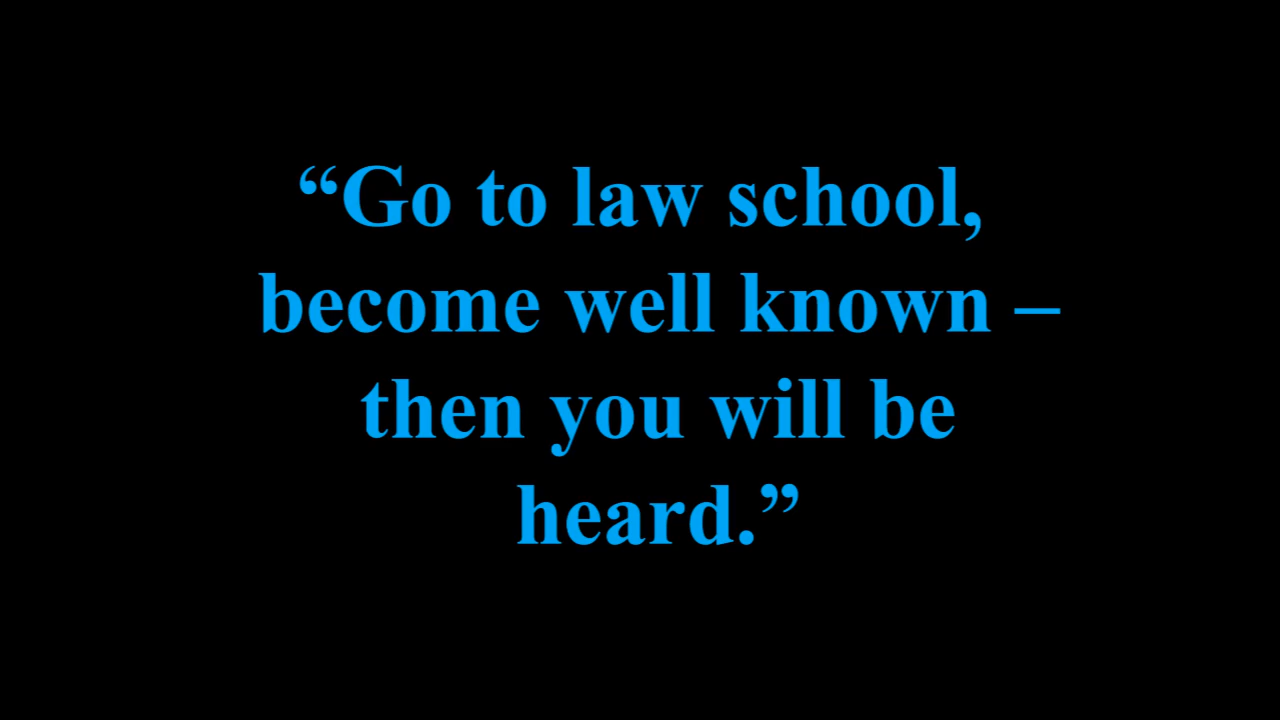 “Go to law school,
become well known –
then you will be
heard.”